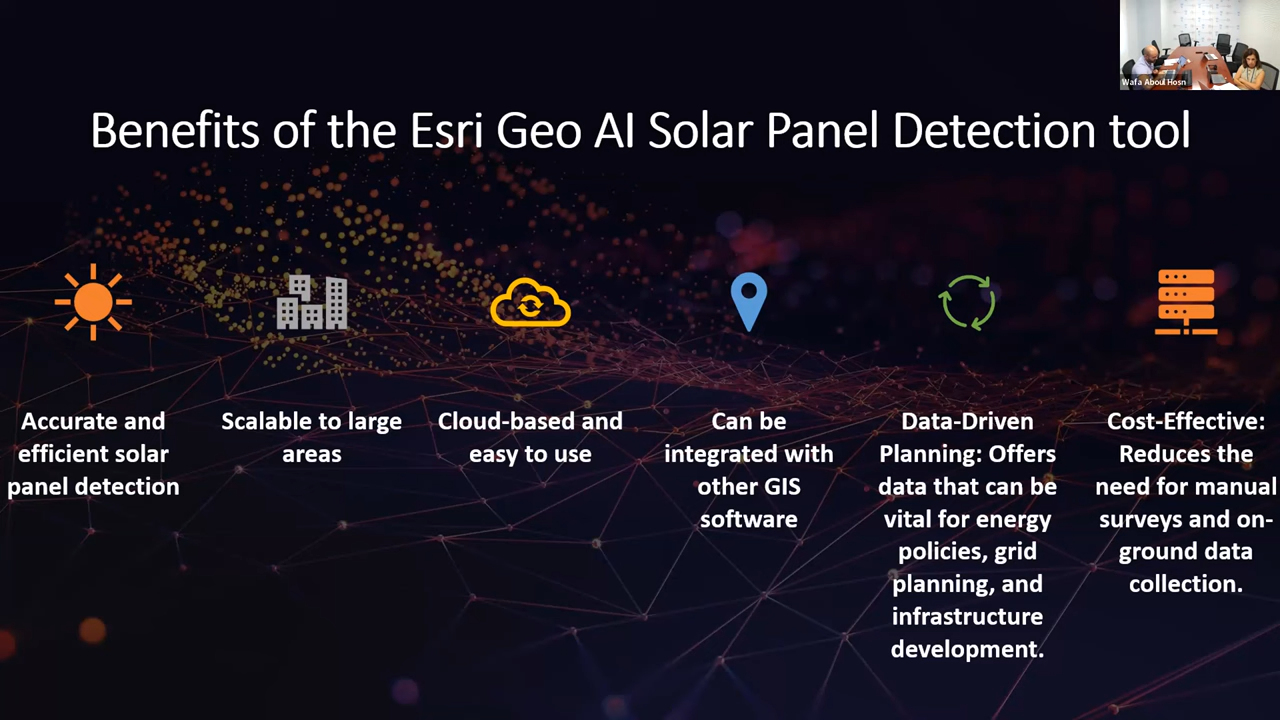 Wafa Aboul Hosn
Benefits of the Esri Geo AI Solar Panel Detection tool
Accurate and
efficient solar
panel detection
Scalable to large
areas
Cloud-based and
easy to use
Can be
integrated with
other GIS
software
Data-Driven
Planning: Offers
data that can be
vital for energy
policies, grid
planning, and
infrastructure
development.
Cost-Effective:
Reduces the
need for manual
surveys and on-
ground data
collection.